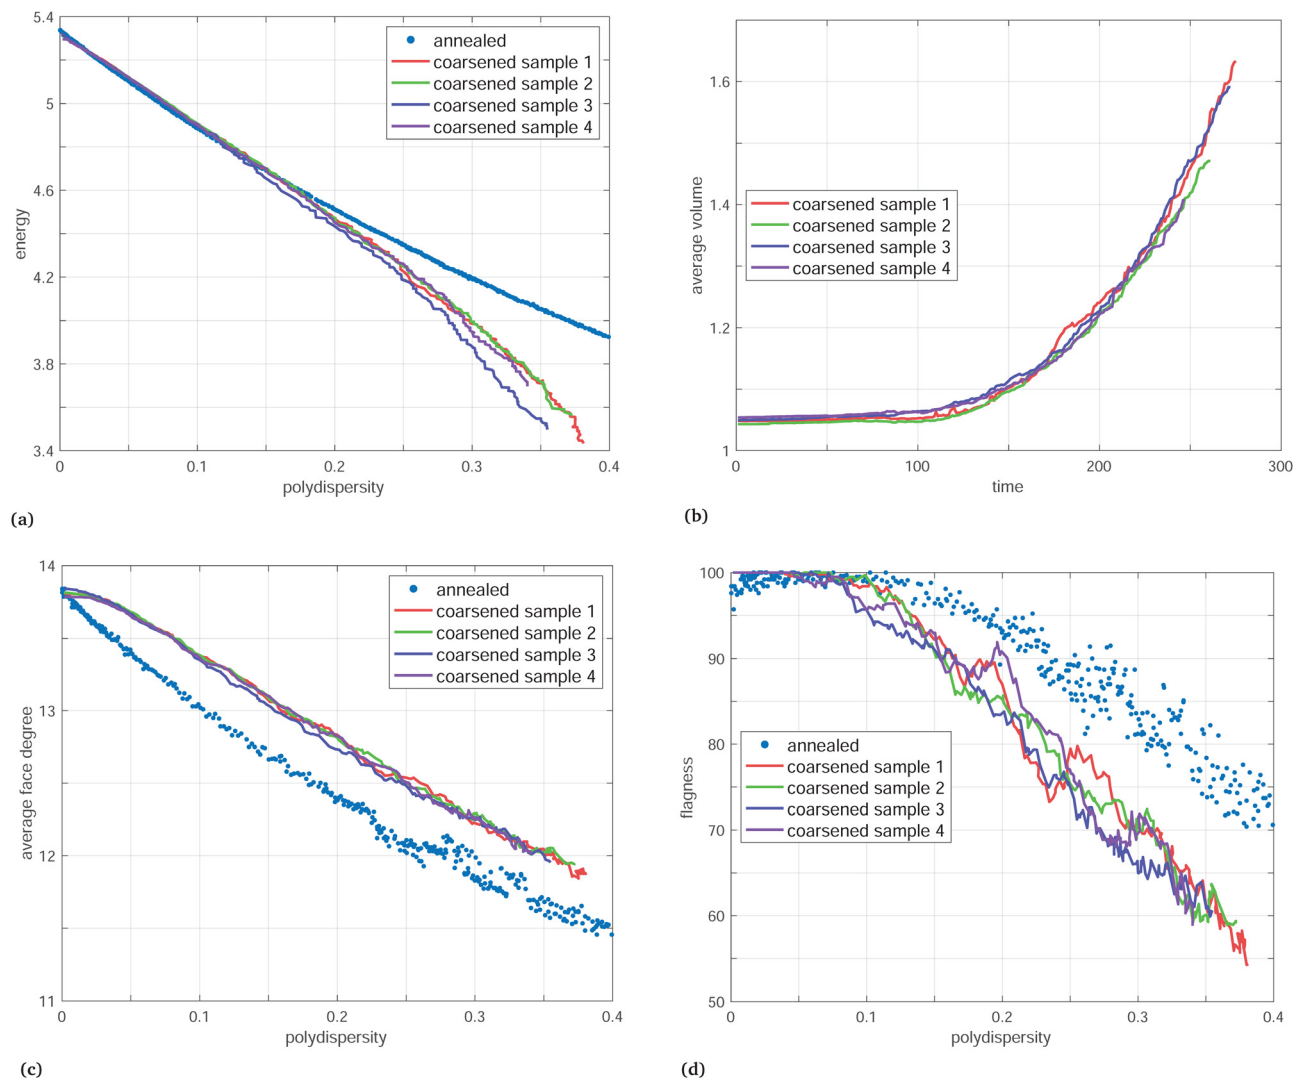 5.4
5
4.6
4.2
3.8
3.4
energy
annealed
coarsened sample 1
coarsened sample 2
coarsened sample 3
coarsened sample 4
0 0.1 0.2 0.3 0.4
polydispersity
(a)
1.6
1.4
1.2
1
average volume
coarsened sample 1
coarsened sample 2
coarsened sample 3
coarsened sample 4
0 100 200 300
time
(b)
14
13
12
11
average face degree
annealed
coarsened sample 1
coarsened sample 2
coarsened sample 3
coarsened sample 4
0 0.1 0.2 0.3 0.4
polydispersity
(c)
100
90
80
70
60
50
flagness
annealed
coarsened sample 1
coarsened sample 2
coarsened sample 3
coarsened sample 4
0 0.1 0.2 0.3 0.4
polydispersity
(d)